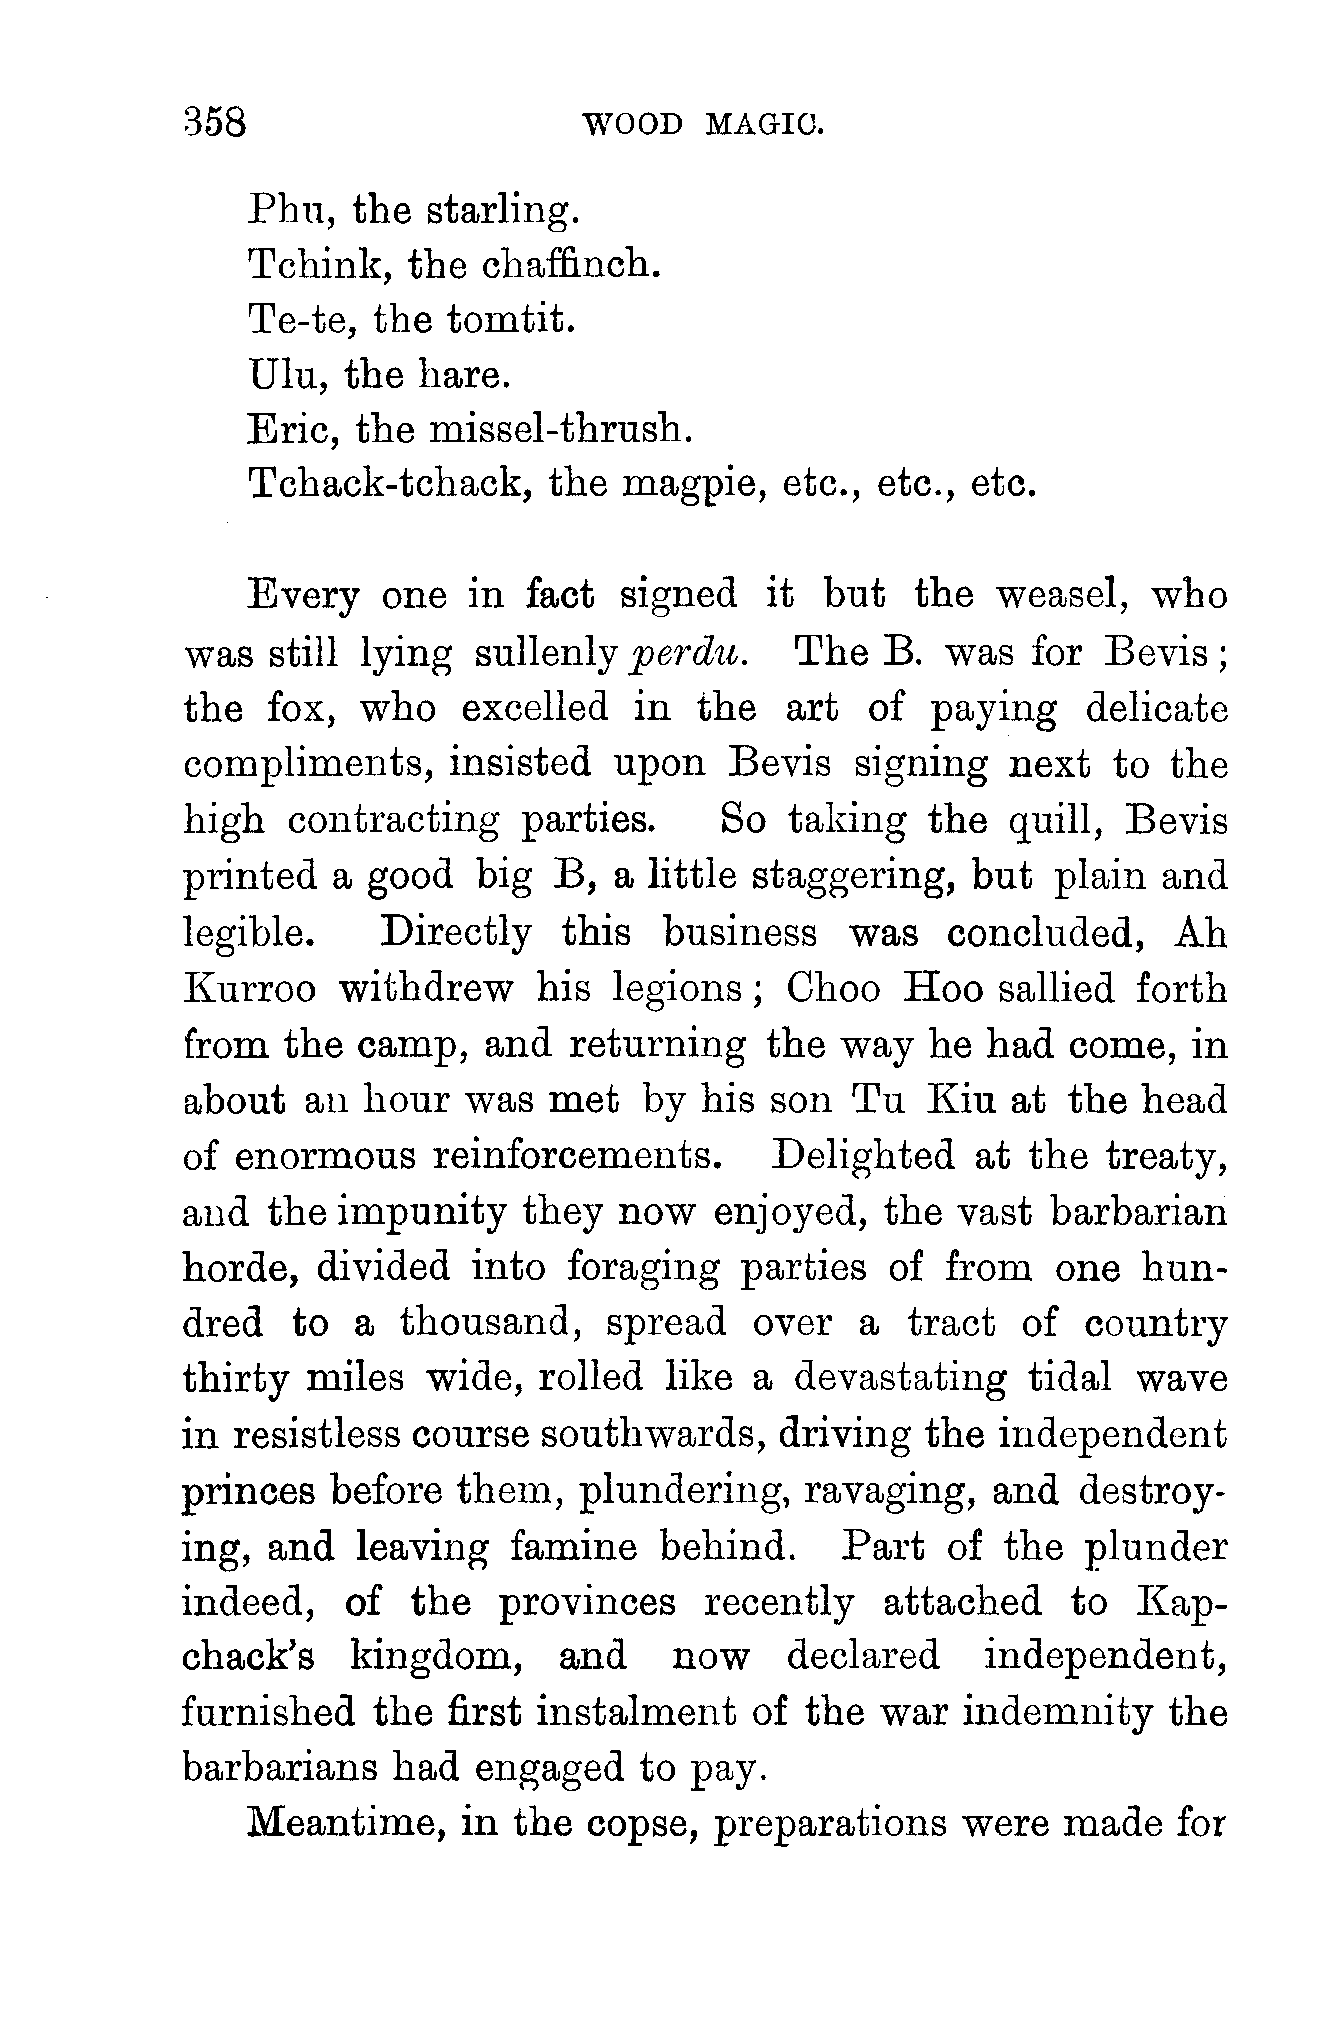 358 WOOD MAGIC.
Phu, the starling.
Tchink, the chaffinch.
Te-te, the tomtit.
Ulu, the hare.
Eric, the missel-thrush.
Tchack-tchack, the magpie, etc., etc., etc.
Every one in fact signed it but the weasel, who
was still lying sullenly perdu. The B. was for Bevis;
the fox, who excelled in the art of paying delicate
compliments, insisted upon Bevis signing next to the
high contracting parties. So taking the quill, Bevis
printed a good big B, a little staggering, but plain and
legible. Directly this business was concluded, Ah
Kurroo withdrew his legions; Choo Hoo sallied forth
from the camp, and returning the way he had come, in
about an hour was met by his son Tu Kiu at the head
of enormous reinforcements. Delighted at the treaty,
and the impunity they now enjoyed, the vast barbarian
horde, divided into foraging parties of from one hun-
dred to a thousand, spread over a tract of country
thirty miles wide, rolled like a devastating tidal wave
in resistless course southwards, driving the independent
princes before them, plundering, ravaging, and destroy-
ing, and leaving famine behind. Part of the plunder
indeed, of the provinces recently attached to Kap-
chack's kingdom, and now declared independent,
furnished the first instalment of the war indemnity the
barbarians had engaged to pay.
Meantime, in the copse, preparations were made for